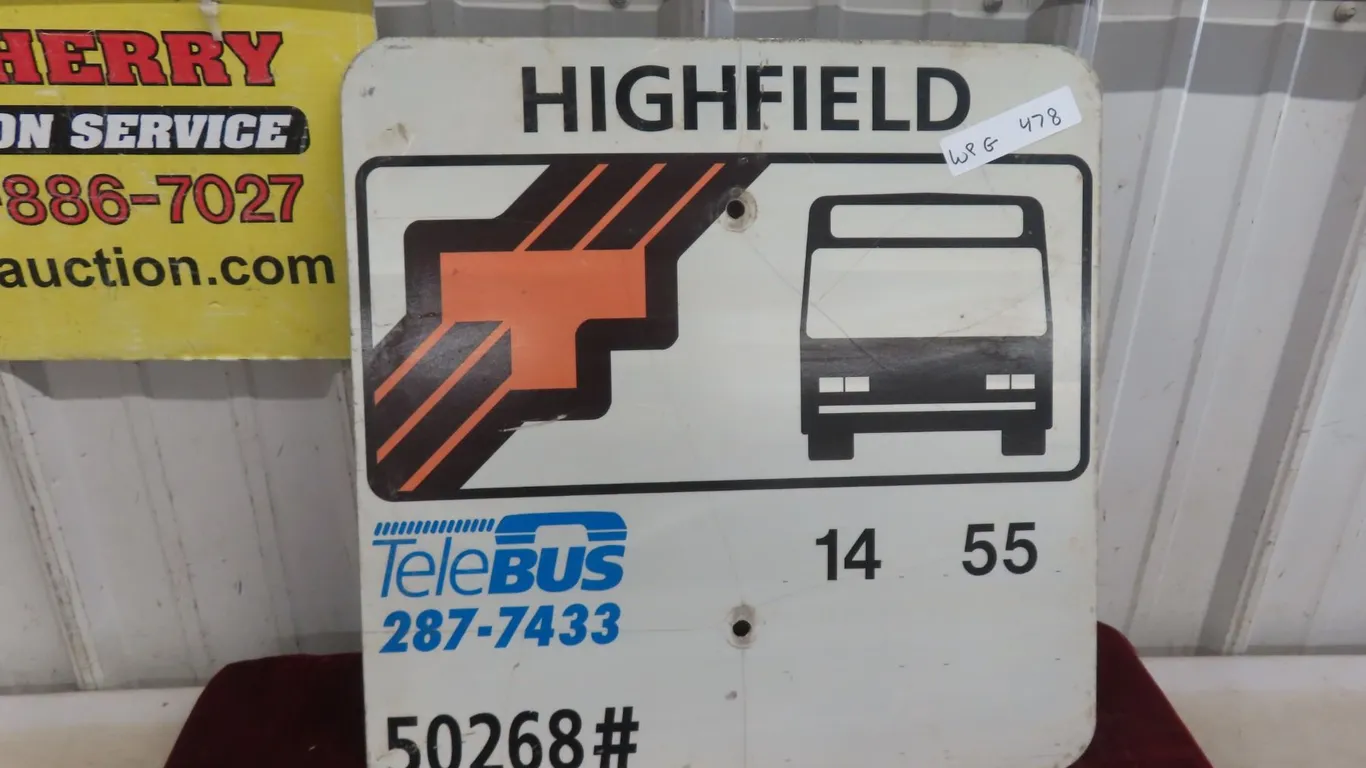 HERRY
ON SERVICE
-886-7027
auction.com
HIGHFIELD
WPG 478
TeleBUS
287-7433
14 55
50268#